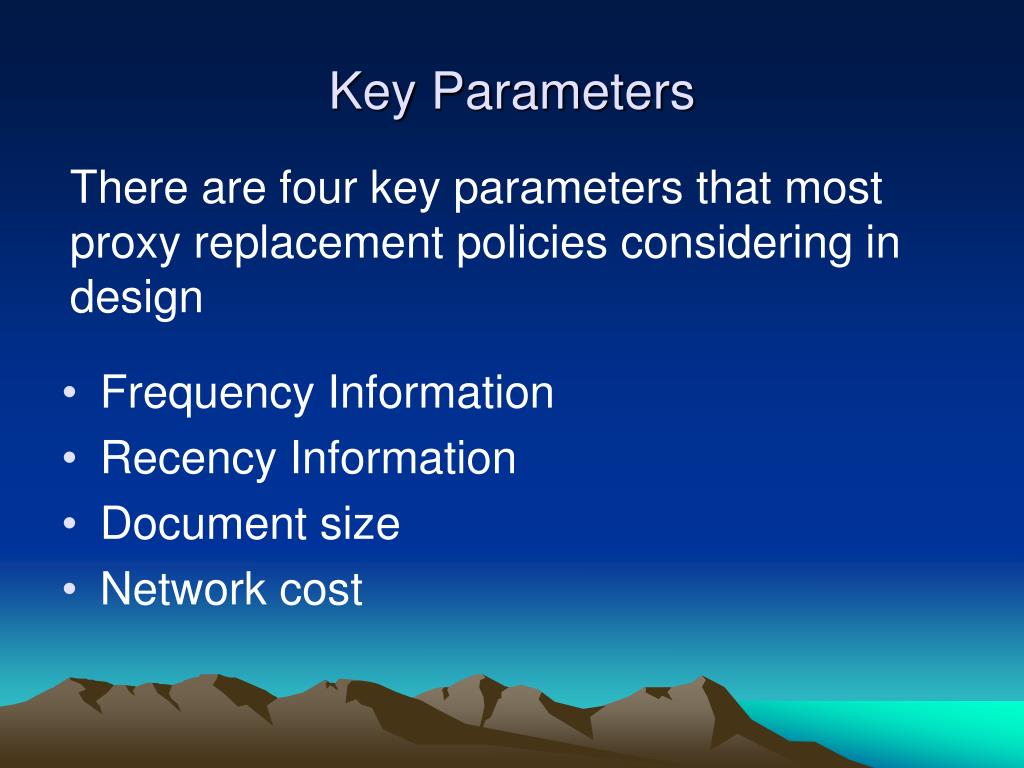 Key Parameters
There are four key parameters that most
proxy replacement policies considering in
design
• Frequency Information
• Recency Information
• Document size
• Network cost